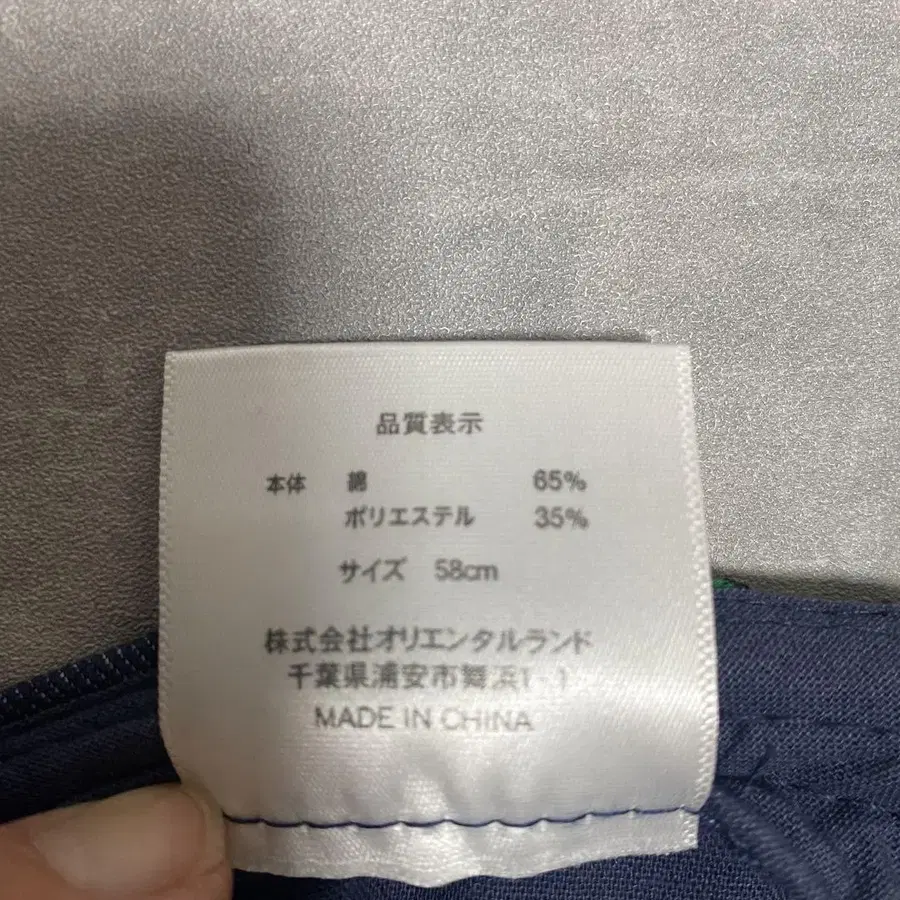 品質表示
本体 綿 65%
ポリエステル 35%
サイズ 58cm
株式会社オリエンタルランド
千葉県浦安市舞浜1-1
MADE IN CHINA